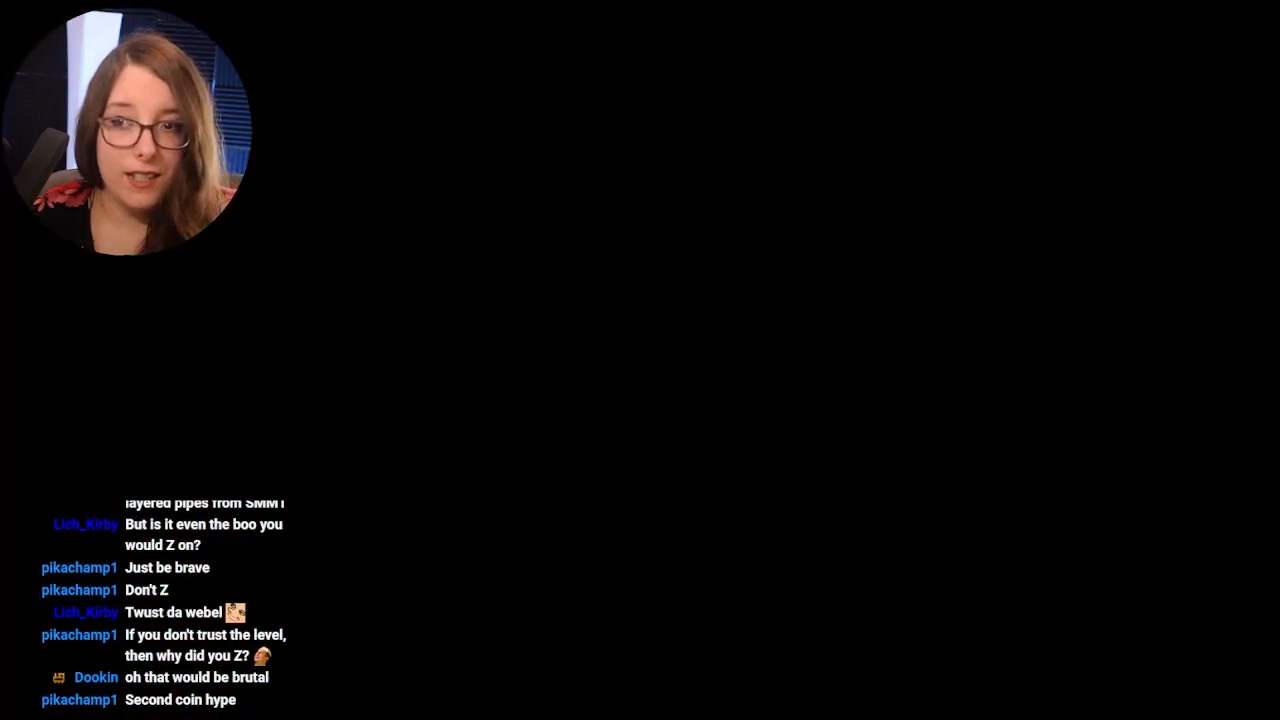 layered pipes from SMM1
Lich_Kirby But is it even the boo you
would Z on?
pikachamp1 Just be brave
pikachamp1 Don't Z
Lich_Kirby Twust da webel
pikachamp1 If you don't trust the level,
then why did you Z?
Dookin oh that would be brutal
pikachamp1 Second coin hype